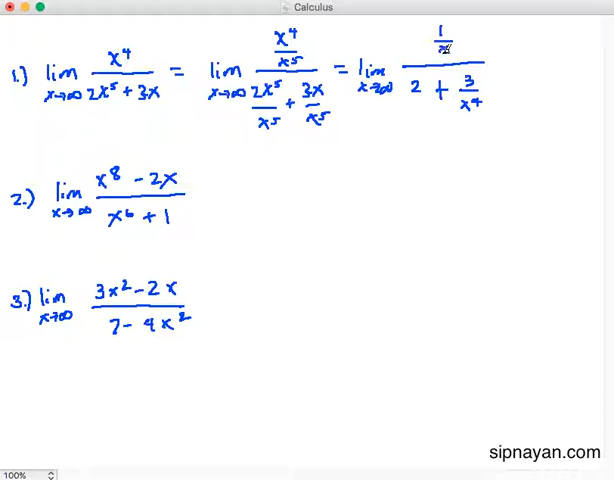 Calculus
1.) lim x→∞ x⁴ / (2x⁵ + 3x) = lim x→∞ (x⁴/x⁵) / (2x⁵/x⁵ + 3x/x⁵) = lim x→∞ (1/x) / (2 + 3/x⁴)
2.) lim x→∞ (x⁸ - 2x) / (x⁶ + 1)
3.) lim x→∞ (3x² - 2x) / (7 - 4x²)
sipnayan.com
100%